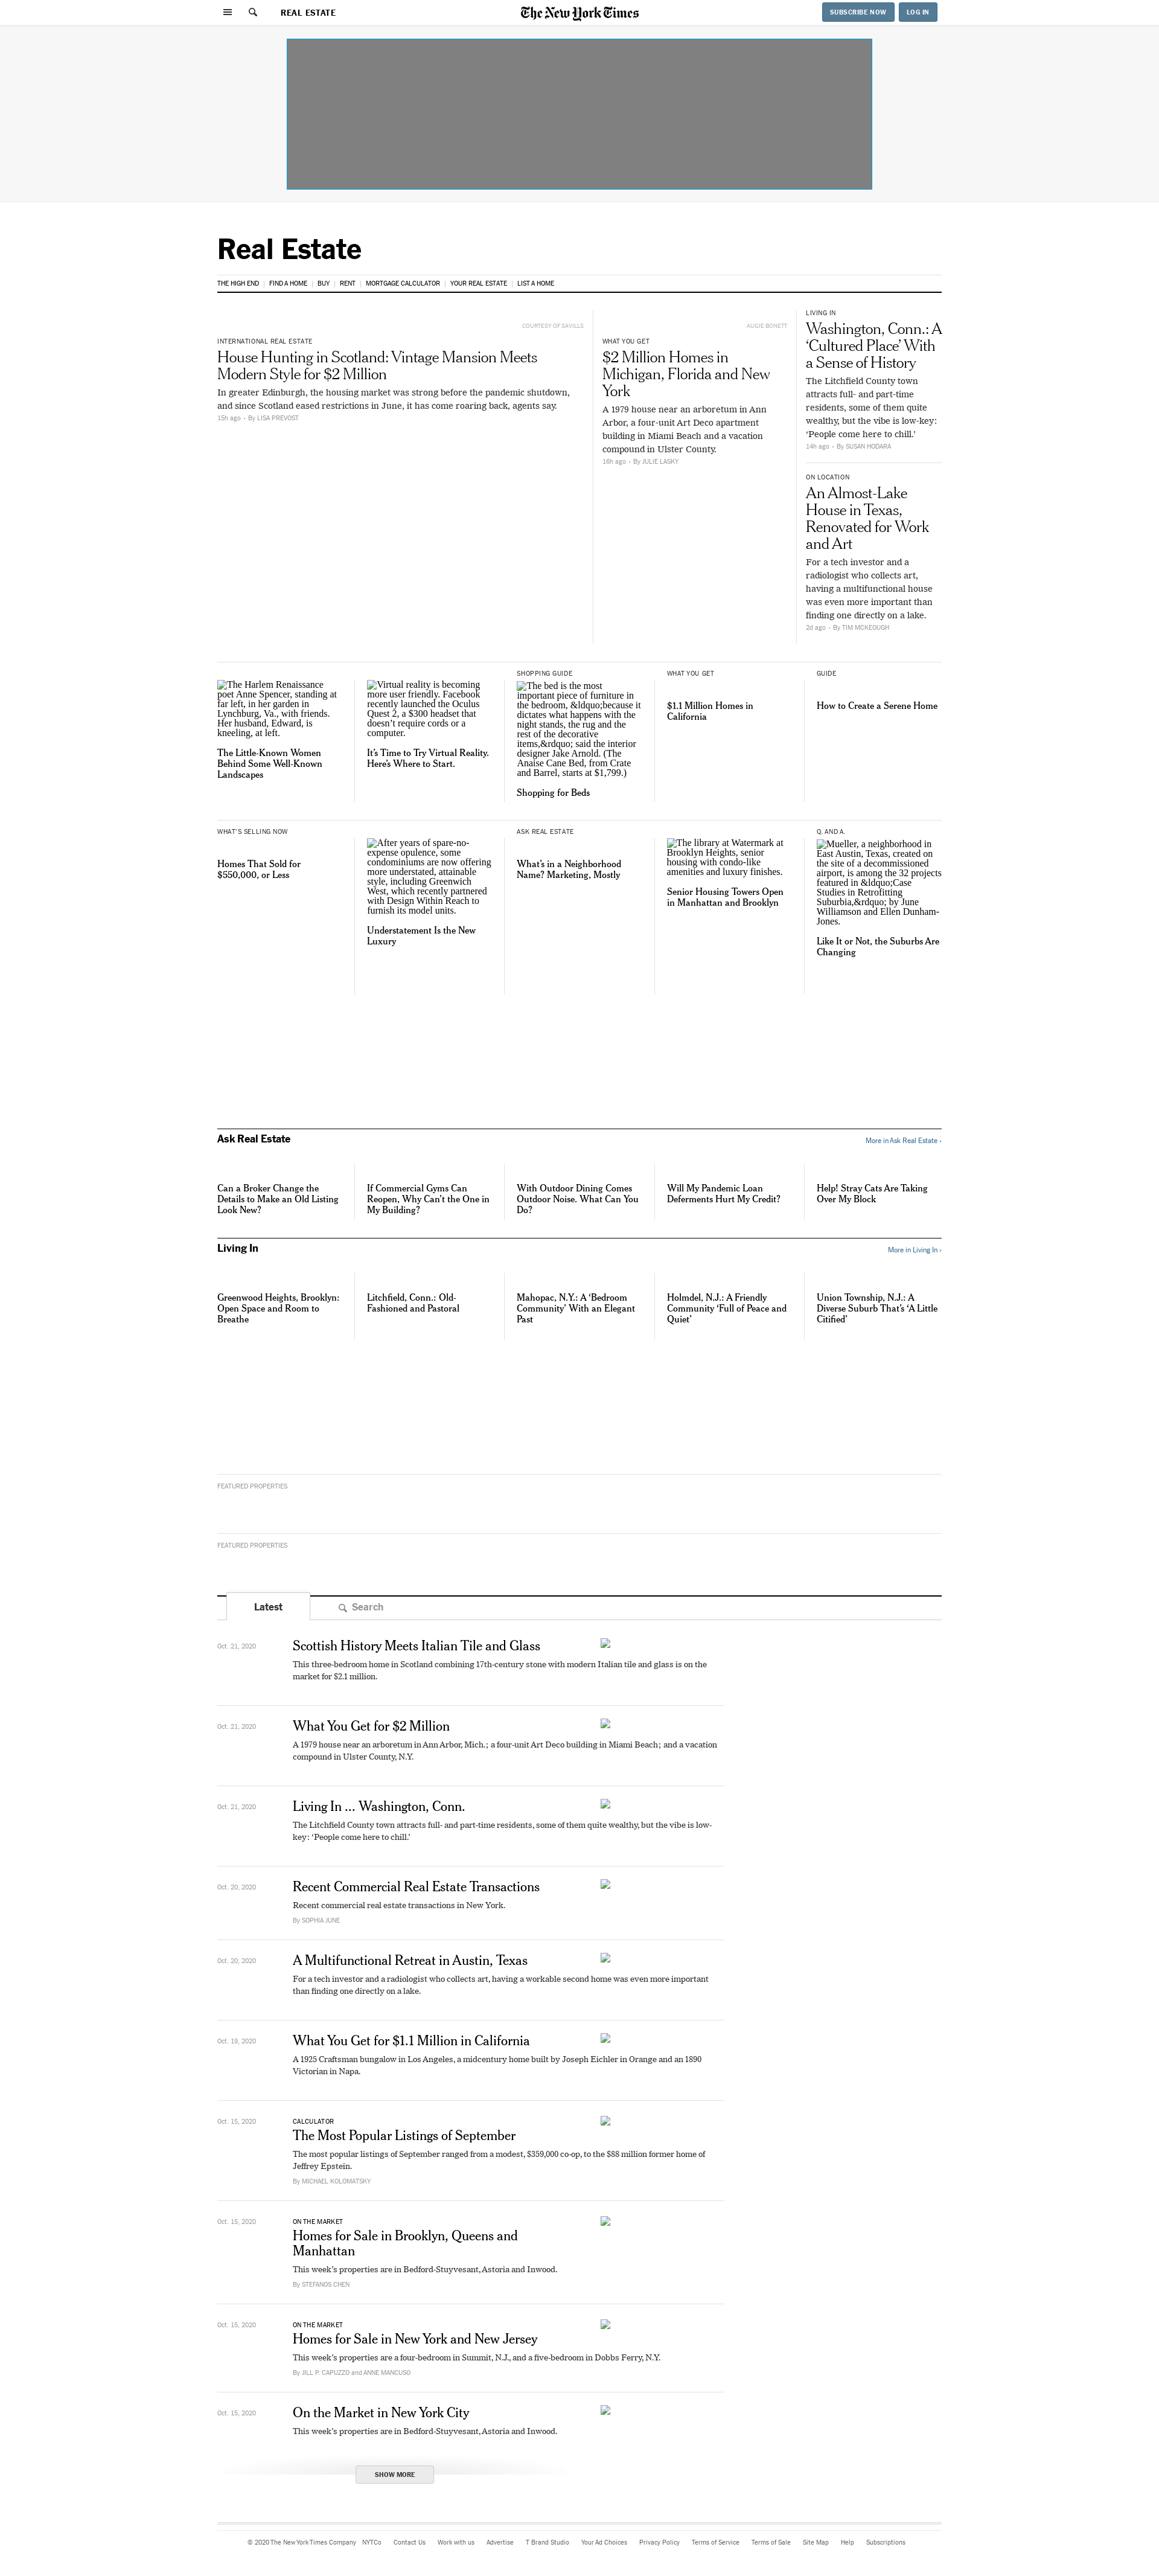 REAL ESTATE
The New York Times
SUBSCRIBE NOW
LOG IN
Real Estate
THE HIGH END
FIND A HOME
BUY
RENT
MORTGAGE CALCULATOR
YOUR REAL ESTATE
LIST A HOME
COURTESY OF SAVILLS
INTERNATIONAL REAL ESTATE
House Hunting in Scotland: Vintage Mansion Meets
Modern Style for $2 Million
In greater Edinburgh, the housing market was strong before the pandemic shutdown,
and since Scotland eased restrictions in June, it has come roaring back, agents say.
15h ago • By LISA PREVOST
AUGIE BONETT
WHAT YOU GET
$2 Million Homes in
Michigan, Florida and New
York
A 1979 house near an arboretum in Ann
Arbor, a four-unit Art Deco apartment
building in Miami Beach and a vacation
compound in Ulster County.
16h ago • By JULIE LASKY
LIVING IN
Washington, Conn.: A
‘Cultured Place’ With
a Sense of History
The Litchfield County town
attracts full- and part-time
residents, some of them quite
wealthy, but the vibe is low-key:
‘People come here to chill.’
14h ago • By SUSAN HODARA
ON LOCATION
An Almost-Lake
House in Texas,
Renovated for Work
and Art
For a tech investor and a
radiologist who collects art,
having a multifunctional house
was even more important than
finding one directly on a lake.
2d ago • By TIM MCKEOUGH
The Harlem Renaissance
poet Anne Spencer, standing at
far left, in her garden in
Lynchburg, Va., with friends.
Her husband, Edward, is
kneeling, at left.
The Little-Known Women
Behind Some Well-Known
Landscapes
Virtual reality is becoming
more user friendly. Facebook
recently launched the Oculus
Quest 2, a $300 headset that
doesn’t require cords or a
computer.
It’s Time to Try Virtual Reality.
Here’s Where to Start.
SHOPPING GUIDE
The bed is the most
important piece of furniture in
the bedroom, &ldquo;because it
dictates what happens with the
night stands, the rug and the
rest of the decorative
items,&rdquo; said the interior
designer Jake Arnold. (The
Anaise Cane Bed, from Crate
and Barrel, starts at $1,799.)
Shopping for Beds
WHAT YOU GET
$1.1 Million Homes in
California
GUIDE
How to Create a Serene Home
WHAT'S SELLING NOW
Homes That Sold for
$550,000, or Less
After years of spare-no-
expense opulence, some
condominiums are now offering
more understated, attainable
style, including Greenwich
West, which recently partnered
with Design Within Reach to
furnish its model units.
Understatement Is the New
Luxury
ASK REAL ESTATE
What’s in a Neighborhood
Name? Marketing, Mostly
The library at Watermark at
Brooklyn Heights, senior
housing with condo-like
amenities and luxury finishes.
Senior Housing Towers Open
in Manhattan and Brooklyn
Q. AND A.
Mueller, a neighborhood in
East Austin, Texas, created on
the site of a decommissioned
airport, is among the 32 projects
featured in &ldquo;Case
Studies in Retrofitting
Suburbia,&rdquo; by June
Williamson and Ellen Dunham-
Jones.
Like It or Not, the Suburbs Are
Changing
Ask Real Estate
More in Ask Real Estate ›
Can a Broker Change the
Details to Make an Old Listing
Look New?
If Commercial Gyms Can
Reopen, Why Can’t the One in
My Building?
With Outdoor Dining Comes
Outdoor Noise. What Can You
Do?
Will My Pandemic Loan
Deferments Hurt My Credit?
Help! Stray Cats Are Taking
Over My Block
Living In
More in Living In ›
Greenwood Heights, Brooklyn:
Open Space and Room to
Breathe
Litchfield, Conn.: Old-
Fashioned and Pastoral
Mahopac, N.Y.: A ‘Bedroom
Community’ With an Elegant
Past
Holmdel, N.J.: A Friendly
Community ‘Full of Peace and
Quiet’
Union Township, N.J.: A
Diverse Suburb That’s ‘A Little
Citified’
FEATURED PROPERTIES
FEATURED PROPERTIES
Latest
Search
Oct. 21, 2020
Scottish History Meets Italian Tile and Glass
This three-bedroom home in Scotland combining 17th-century stone with modern Italian tile and glass is on the
market for $2.1 million.
Oct. 21, 2020
What You Get for $2 Million
A 1979 house near an arboretum in Ann Arbor, Mich.; a four-unit Art Deco building in Miami Beach; and a vacation
compound in Ulster County, N.Y.
Oct. 21, 2020
Living In ... Washington, Conn.
The Litchfield County town attracts full- and part-time residents, some of them quite wealthy, but the vibe is low-
key: ‘People come here to chill.’
Oct. 20, 2020
Recent Commercial Real Estate Transactions
Recent commercial real estate transactions in New York.
By SOPHIA JUNE
Oct. 20, 2020
A Multifunctional Retreat in Austin, Texas
For a tech investor and a radiologist who collects art, having a workable second home was even more important
than finding one directly on a lake.
Oct. 19, 2020
What You Get for $1.1 Million in California
A 1925 Craftsman bungalow in Los Angeles, a midcentury home built by Joseph Eichler in Orange and an 1890
Victorian in Napa.
Oct. 15, 2020
CALCULATOR
The Most Popular Listings of September
The most popular listings of September ranged from a modest, $359,000 co-op, to the $88 million former home of
Jeffrey Epstein.
By MICHAEL KOLOMATSKY
Oct. 15, 2020
ON THE MARKET
Homes for Sale in Brooklyn, Queens and
Manhattan
This week’s properties are in Bedford-Stuyvesant, Astoria and Inwood.
By STEFANOS CHEN
Oct. 15, 2020
ON THE MARKET
Homes for Sale in New York and New Jersey
This week’s properties are a four-bedroom in Summit, N.J., and a five-bedroom in Dobbs Ferry, N.Y.
By JILL P. CAPUZZO and ANNE MANCUSO
Oct. 15, 2020
On the Market in New York City
This week’s properties are in Bedford-Stuyvesant, Astoria and Inwood.
SHOW MORE
© 2020 The New York Times Company
NYTCo
Contact Us
Work with us
Advertise
T Brand Studio
Your Ad Choices
Privacy Policy
Terms of Service
Terms of Sale
Site Map
Help
Subscriptions